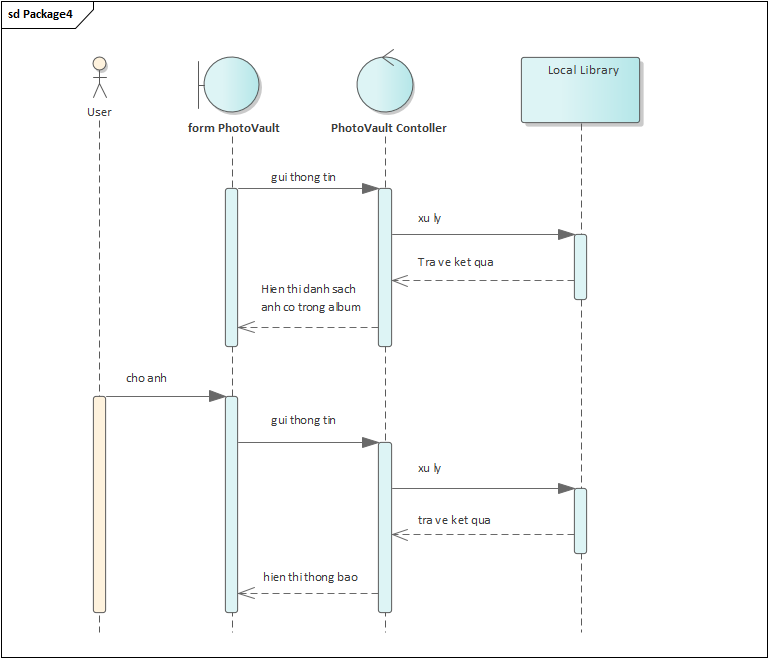 sd Package4
Local Library
User
form PhotoVault
PhotoVault Contoller
gui thong tin
xu ly
Tra ve ket qua
Hien thi danh sach
anh co trong album
cho anh
gui thong tin
xu ly
tra ve ket qua
hien thi thong bao